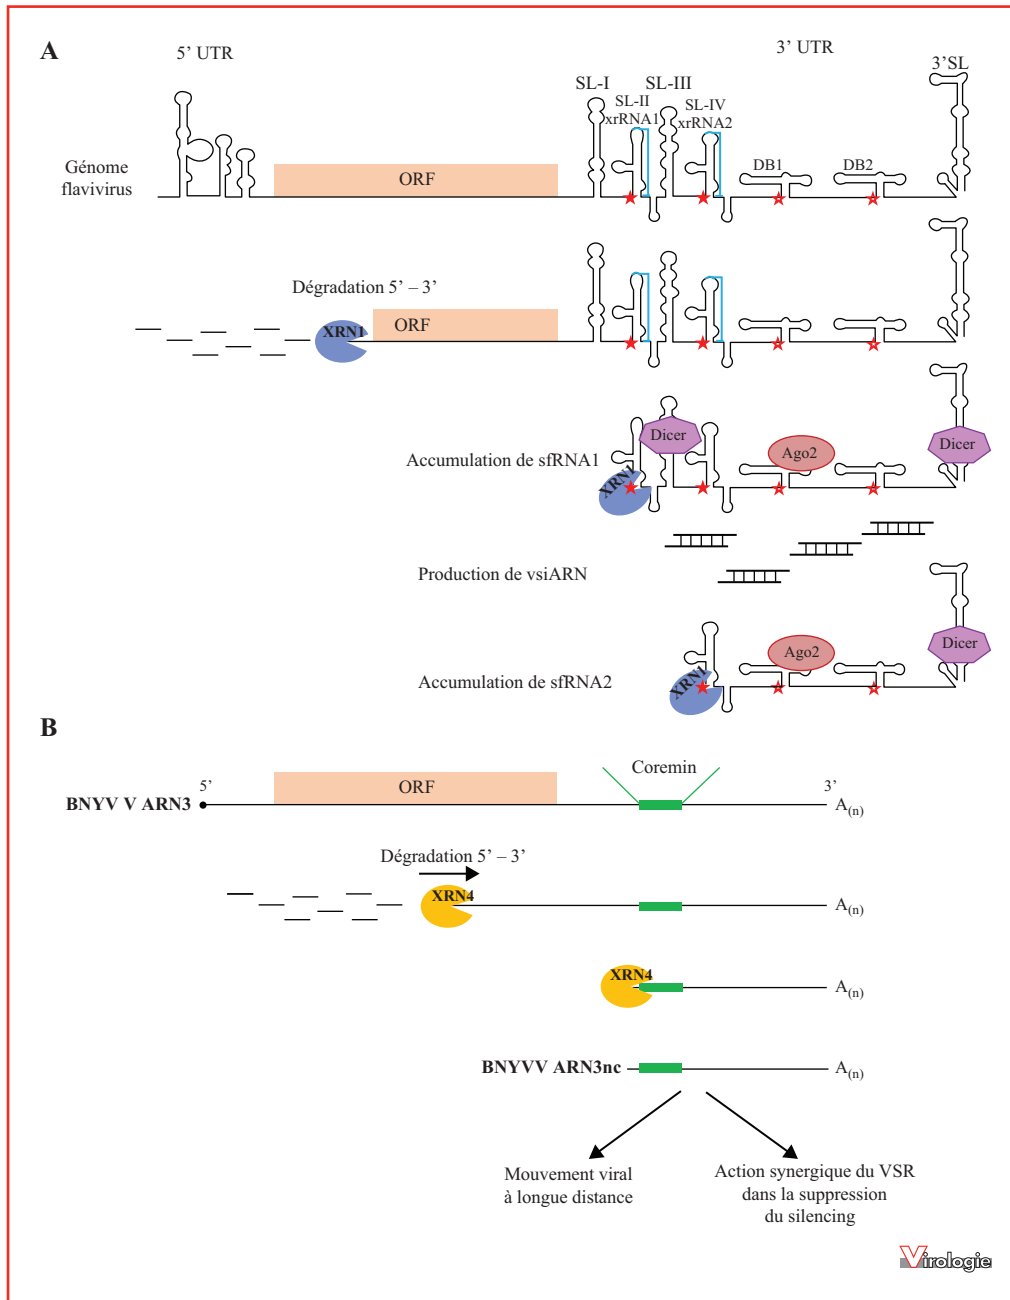 A
5’ UTR
3’ UTR
3’SL
SL-I
SL-III
SL-II
xrRNA1
SL-IV
xrRNA2
DB1
DB2
Génome
flavivirus
ORF
Dégradation 5’ – 3’
XRN1
ORF
Accumulation de sfRNA1
XRN1
Dicer
Ago2
Dicer
Production de vsiARN
Accumulation de sfRNA2
XRN1
Ago2
Dicer
B
BNYV V ARN3
5’
ORF
Coremin
3’
A(n)
Dégradation 5’ – 3’
XRN4
A(n)
XRN4
A(n)
BNYVV ARN3nc
A(n)
Mouvement viral
à longue distance
Action synergique du VSR
dans la suppression
du silencing
Virologie